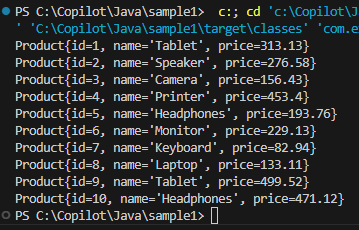 PS C:\Copilot\Java\sample1>  c:; cd 'c:\Copilot\J
' 'C:\Copilot\Java\sample1\target\classes' 'com.e
Product{id=1, name='Tablet', price=313.13}
Product{id=2, name='Speaker', price=276.58}
Product{id=3, name='Camera', price=156.43}
Product{id=4, name='Printer', price=453.4}
Product{id=5, name='Headphones', price=193.76}
Product{id=6, name='Monitor', price=229.13}
Product{id=7, name='Keyboard', price=82.94}
Product{id=8, name='Laptop', price=133.11}
Product{id=9, name='Tablet', price=499.52}
Product{id=10, name='Headphones', price=471.12}
PS C:\Copilot\Java\sample1>